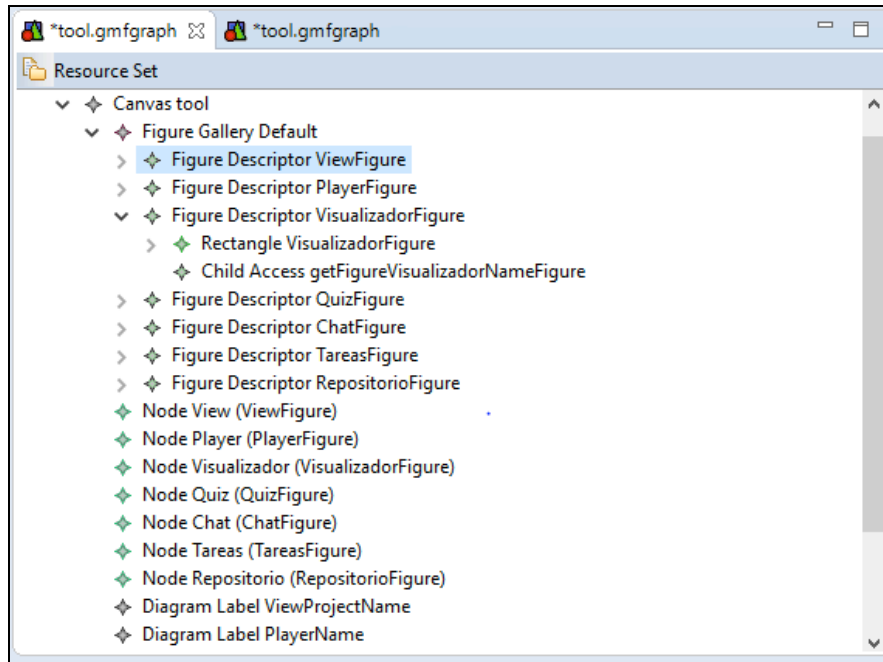 *tool.gmfgraph *tool.gmfgraph
Resource Set
Canvas tool
Figure Gallery Default
Figure Descriptor ViewFigure
Figure Descriptor PlayerFigure
Figure Descriptor VisualizadorFigure
Rectangle VisualizadorFigure
Child Access getFigureVisualizadorNameFigure
Figure Descriptor QuizFigure
Figure Descriptor ChatFigure
Figure Descriptor TareasFigure
Figure Descriptor RepositorioFigure
Node View (ViewFigure)
Node Player (PlayerFigure)
Node Visualizador (VisualizadorFigure)
Node Quiz (QuizFigure)
Node Chat (ChatFigure)
Node Tareas (TareasFigure)
Node Repositorio (RepositorioFigure)
Diagram Label ViewProjectName
Diagram Label PlayerName